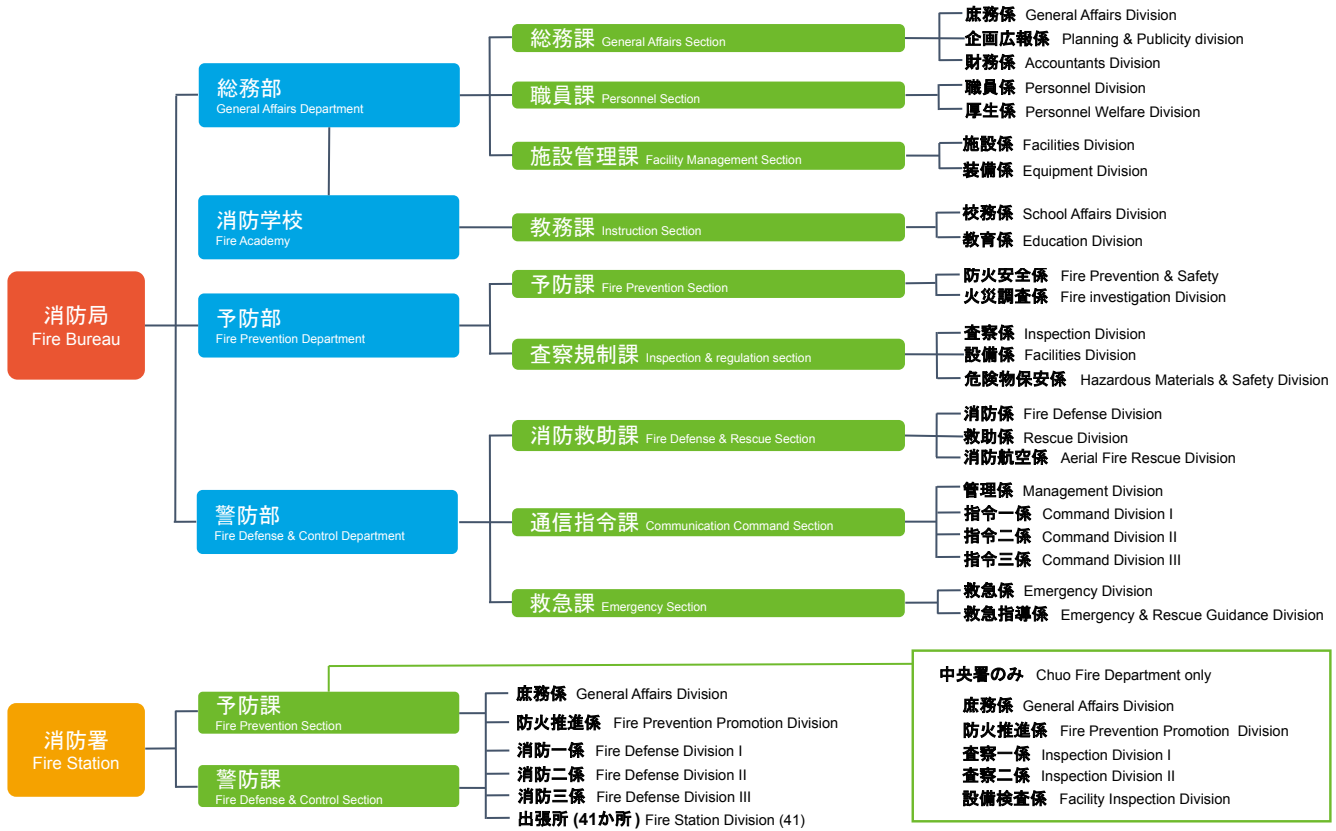 消防局
Fire Bureau
総務部
General Affairs Department
総務課 General Affairs Section
庶務係 General Affairs Division
企画広報係 Planning & Publicity division
財務係 Accountants Division
職員課 Personnel Section
職員係 Personnel Division
厚生係 Personnel Welfare Division
施設管理課 Facility Management Section
施設係 Facilities Division
装備係 Equipment Division
消防学校
Fire Academy
教務課 Instruction Section
校務係 School Affairs Division
教育係 Education Division
予防部
Fire Prevention Department
予防課 Fire Prevention Section
防火安全係 Fire Prevention & Safety
火災調査係 Fire investigation Division
査察規制課 Inspection & regulation section
査察係 Inspection Division
設備係 Facilities Division
危険物保安係 Hazardous Materials & Safety Division
警防部
Fire Defense & Control Department
消防救助課 Fire Defense & Rescue Section
消防係 Fire Defense Division
救助係 Rescue Division
消防航空係 Aerial Fire Rescue Division
通信指令課 Communication Command Section
管理係 Management Division
指令一係 Command Division I
指令二係 Command Division II
指令三係 Command Division III
救急課 Emergency Section
救急係 Emergency Division
救急指導係 Emergency & Rescue Guidance Division
消防署
Fire Station
予防課
Fire Prevention Section
警防課
Fire Defense & Control Section
庶務係 General Affairs Division
防火推進係 Fire Prevention Promotion Division
消防一係 Fire Defense Division I
消防二係 Fire Defense Division II
消防三係 Fire Defense Division III
出張所 (41か所) Fire Station Division (41)
中央署のみ Chuo Fire Department only
庶務係 General Affairs Division
防火推進係 Fire Prevention Promotion Division
査察一係 Inspection Division I
査察二係 Inspection Division II
設備検査係 Facility Inspection Division